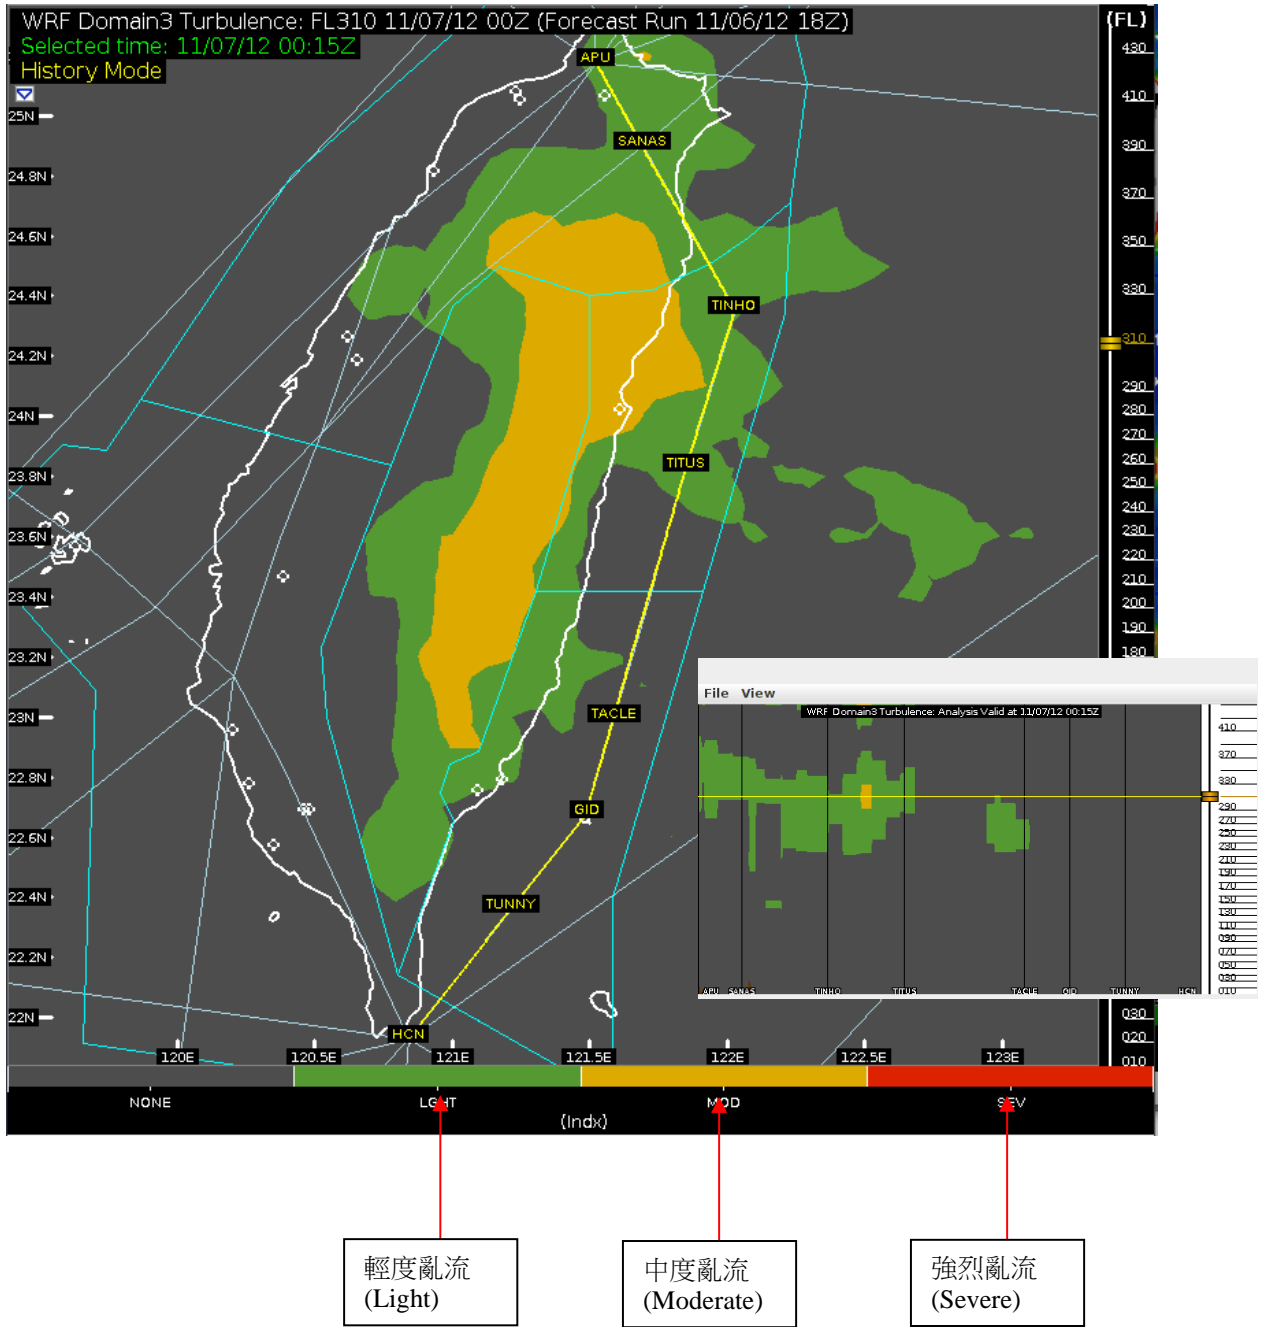 WRF Domain3 Turbulence: FL310 11/07/12 00Z (Forecast Run 11/06/12 18Z)
Selected time: 11/07/12 00:15Z
History Mode
(FL)
430
410
390
370
350
330
310
290
280
270
260
250
240
230
220
210
200
190
180
030
020
010
25N
24.8N
24.6N
24.4N
24.2N
24N
23.8N
23.6N
23.4N
23.2N
23N
22.8N
22.6N
22.4N
22.2N
22N
APU
SANAS
TINHO
TITUS
TACLE
GID
TUNNY
HCN
120E
120.5E
121E
121.5E
122E
122.5E
123E
File View
WRF Domain3 Turbulence: Analysis Valid at 11/07/12 00:15Z
410
370
330
290
270
250
230
210
190
170
150
130
110
090
070
050
030
010
APU SANAS TINHO TITUS TACLE GID TUNNY HCN
NONE LGHT MOD SEV
(Indx)
輕度亂流
(Light)
中度亂流
(Moderate)
強烈亂流
(Severe)